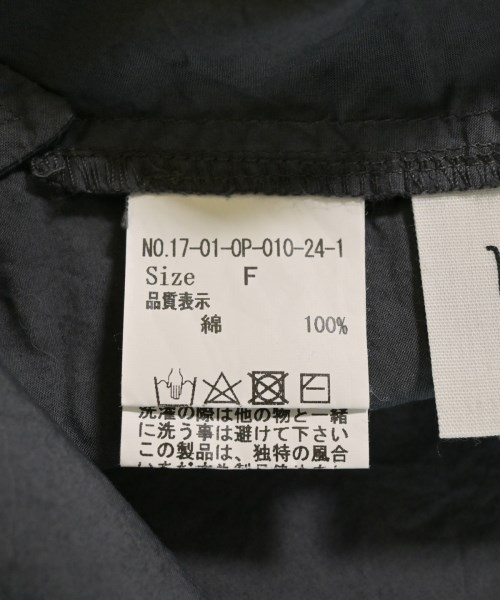 NO.17-01-OP-010-24-1
Size F
品質表示
綿 100%
洗濯の際は他の物と一緒
に洗う事は避けて下さい
この製品は、独特の風合